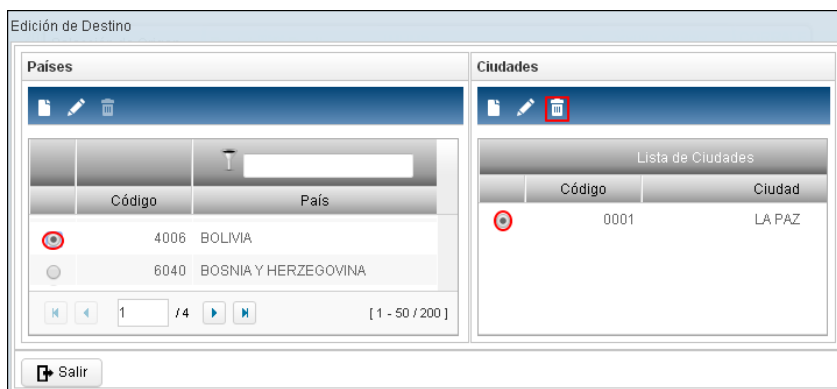 Edición de Destino
Países
Código País
4006 BOLIVIA
6040 BOSNIA Y HERZEGOVINA
1 / 4 [ 1 - 50 / 200 ]
Ciudades
Lista de Ciudades
Código Ciudad
0001 LA PAZ
Salir